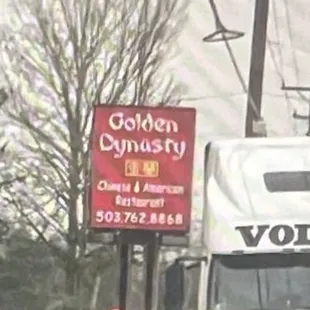 Golden
Dynasty
Chinese & American
Restaurant
503.762.8868
VOL